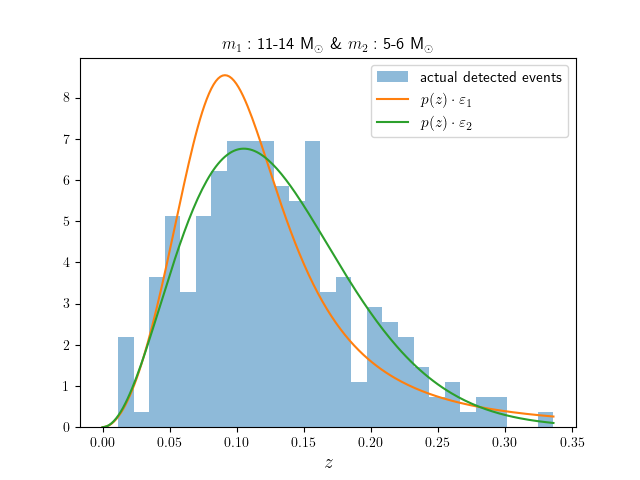 m₁ : 11-14 M☉ & m₂ : 5-6 M☉
actual detected events
p(z) · ε₁
p(z) · ε₂
8
7
6
5
4
3
2
1
0
0.00 0.05 0.10 0.15 0.20 0.25 0.30 0.35
z